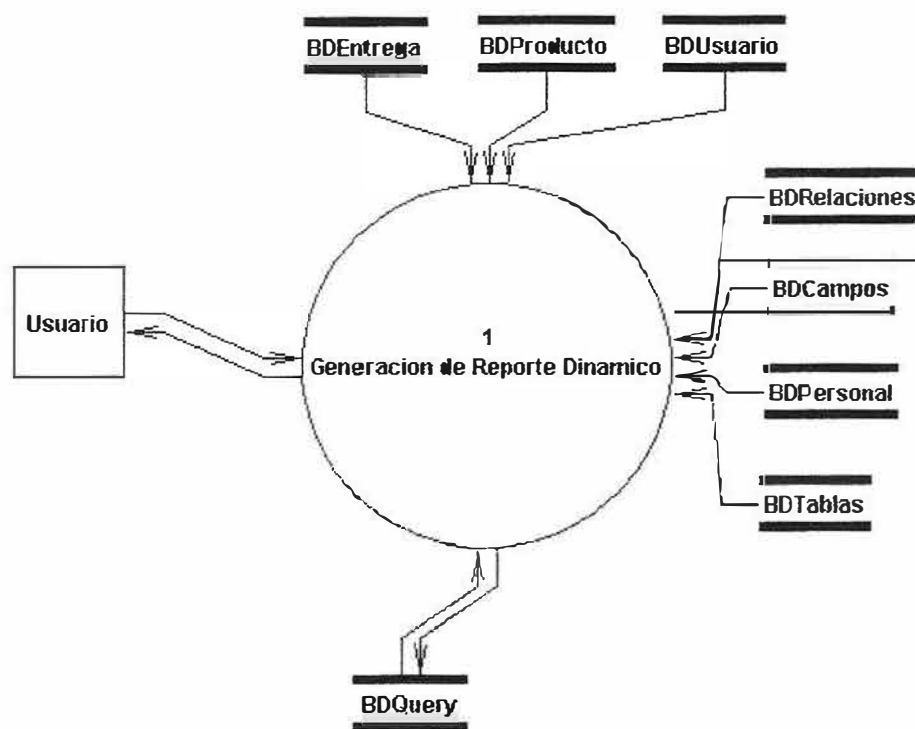 BDEntrega
BDProducto
BDUsuario
BDRelaciones
BDCampos
Usuario
1
Generacion de Reporte Dinamico
BDPersonal
BDTablas
BDQuery